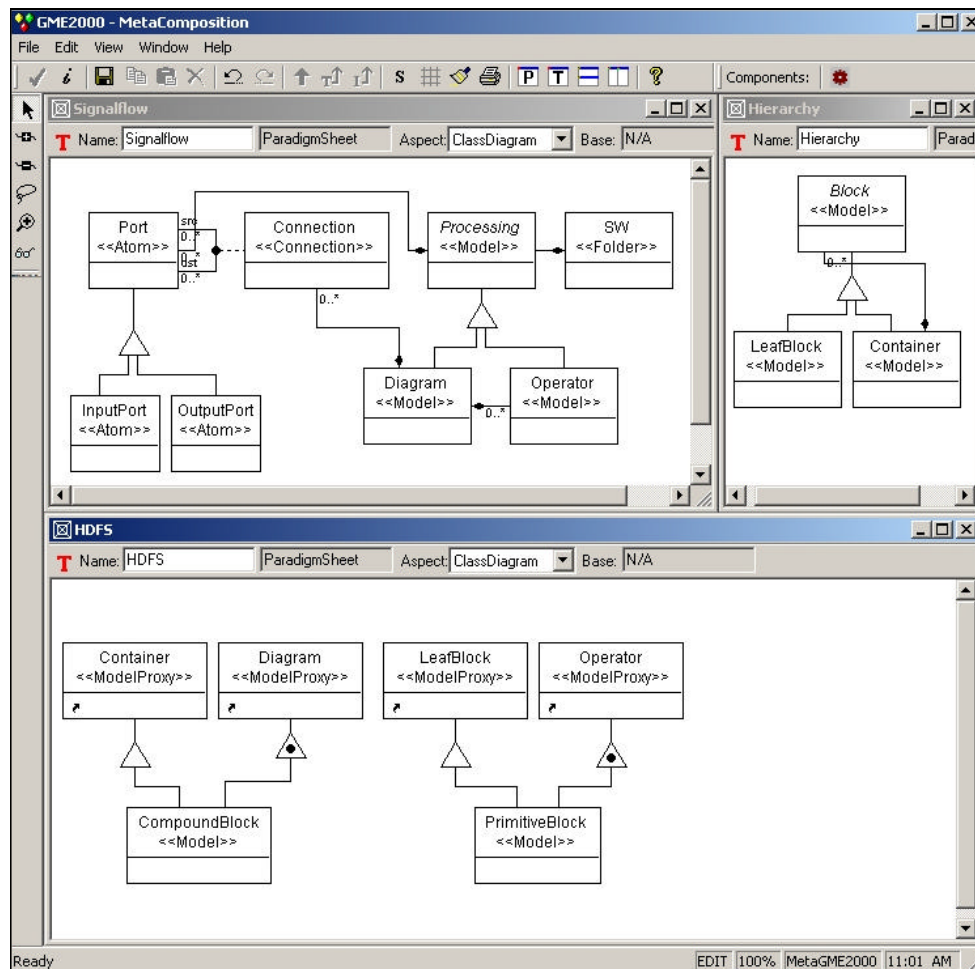 GME2000 - MetaComposition
File Edit View Window Help
S P T Components:
Signalflow
T Name: Signalflow ParadigmSheet Aspect: ClassDiagram Base: N/A
Port
<<Atom>>
src
0..*
0..*
dst
0..*
Connection
<<Connection>>
0..*
Processing
<<Model>>
SW
<<Folder>>
InputPort
<<Atom>>
OutputPort
<<Atom>>
Diagram
<<Model>>
0..*
Operator
<<Model>>
Hierarchy
T Name: Hierarchy Parad
Block
<<Model>>
0..*
LeafBlock
<<Model>>
Container
<<Model>>
HDFS
T Name: HDFS ParadigmSheet Aspect: ClassDiagram Base: N/A
Container
<<ModelProxy>>
Diagram
<<ModelProxy>>
LeafBlock
<<ModelProxy>>
Operator
<<ModelProxy>>
CompoundBlock
<<Model>>
PrimitiveBlock
<<Model>>
Ready EDIT 100% MetaGME2000 11:01 AM